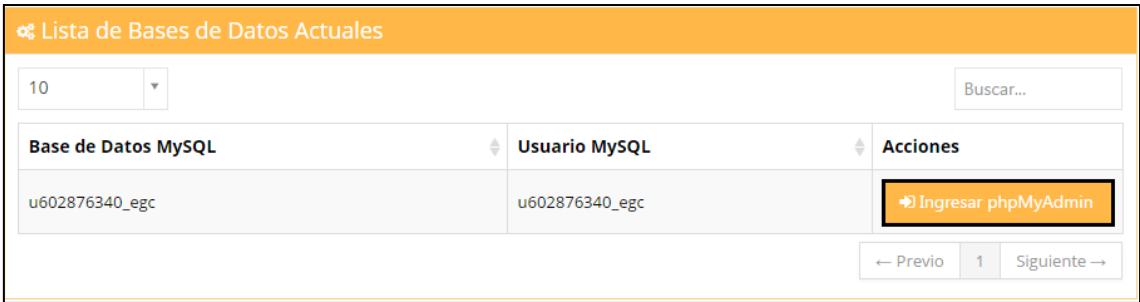 Lista de Bases de Datos Actuales
10 Buscar...
Base de Datos MySQL Usuario MySQL Acciones
u602876340_egc u602876340_egc Ingresar phpMyAdmin
← Previo 1 Siguiente →